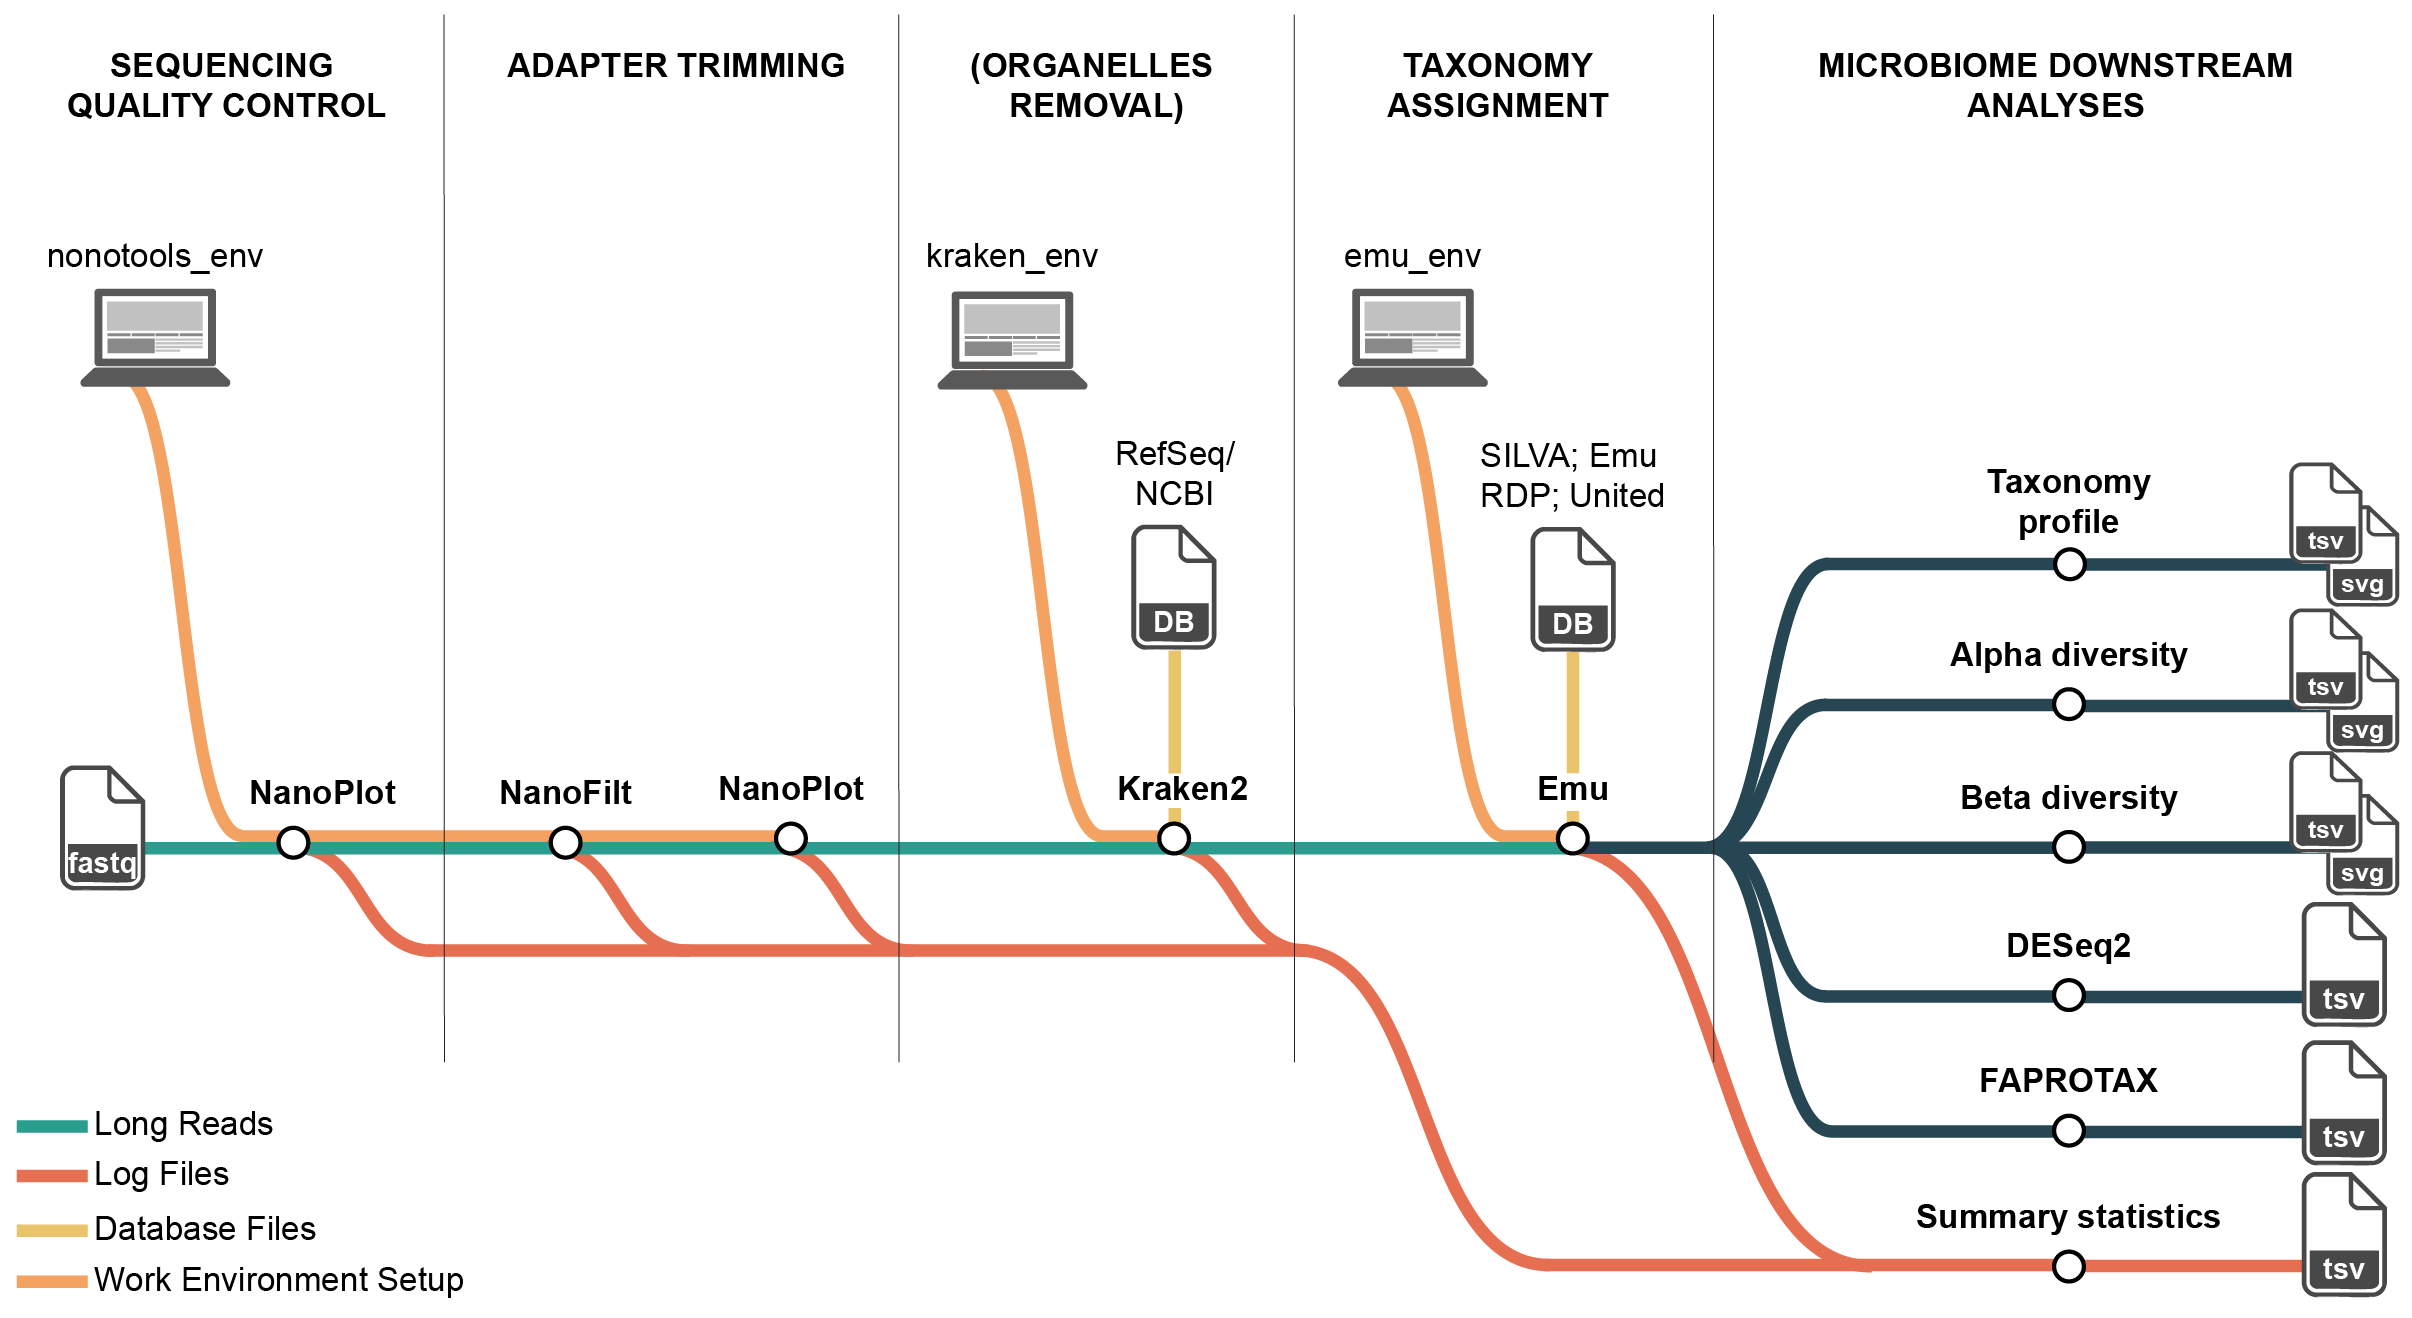 SEQUENCING
QUALITY CONTROL
ADAPTER TRIMMING
(ORGANELLES
REMOVAL)
TAXONOMY
ASSIGNMENT
MICROBIOME DOWNSTREAM
ANALYSES
nonotools_env
kraken_env
emu_env
RefSeq/
NCBI
DB
SILVA; Emu
RDP; United
DB
fastq
NanoPlot
NanoFilt
NanoPlot
Kraken2
Emu
Taxonomy
profile
tsv
svg
Alpha diversity
tsv
svg
Beta diversity
tsv
svg
DESeq2
tsv
FAPROTAX
tsv
Summary statistics
tsv
Long Reads
Log Files
Database Files
Work Environment Setup